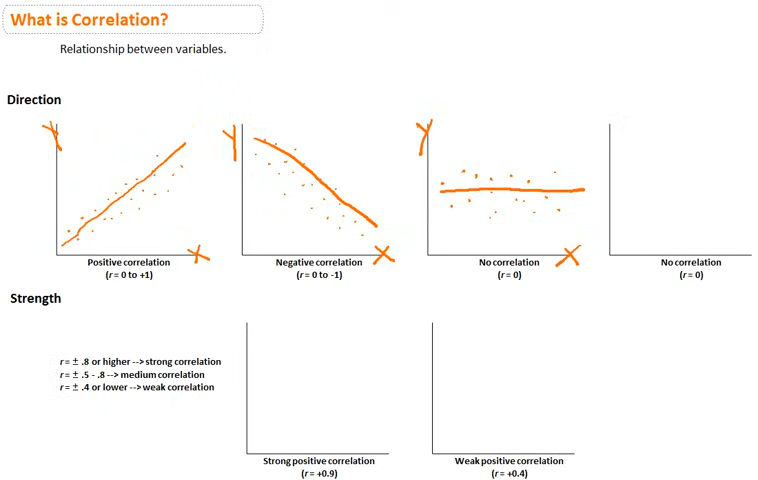 What is Correlation?
Relationship between variables.
Direction
Y
Y
Y
X
X
X
Positive correlation
(r = 0 to +1)
Negative correlation
(r = 0 to -1)
No correlation
(r = 0)
No correlation
(r = 0)
Strength
r = ± .8 or higher --> strong correlation
r = ± .5 - .8 --> medium correlation
r = ± .4 or lower --> weak correlation
Strong positive correlation
(r = +0.9)
Weak positive correlation
(r = +0.4)